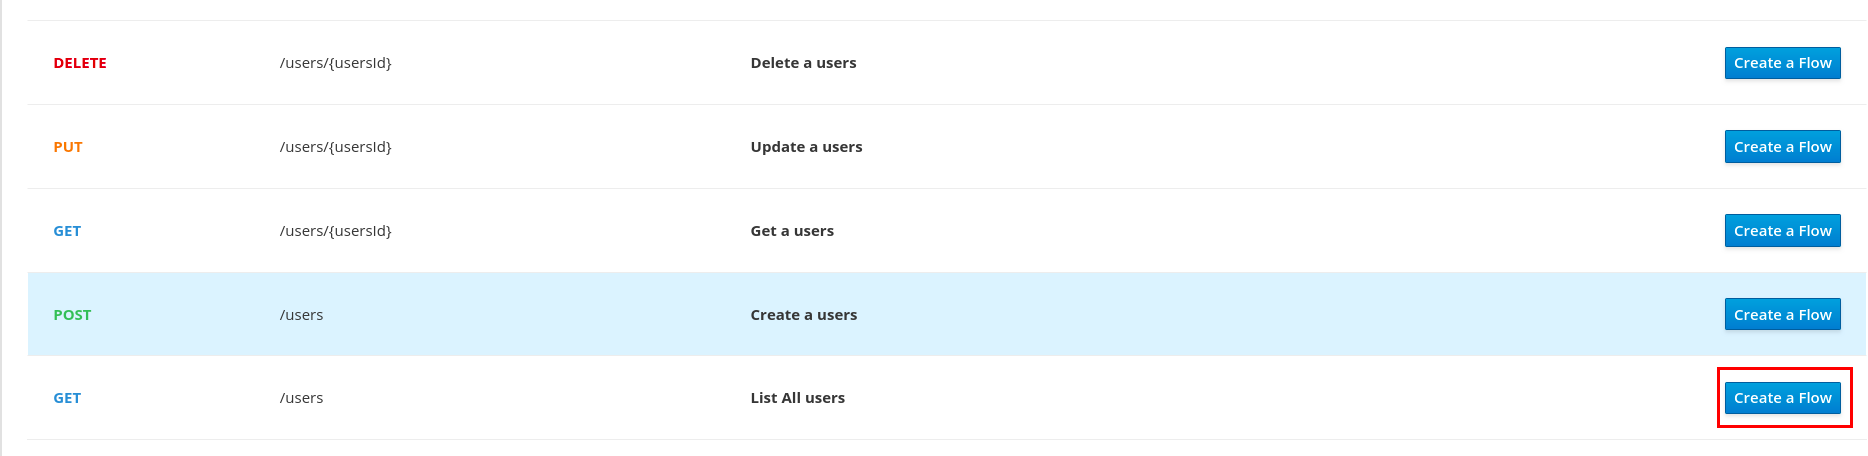 DELETE /users/{usersId} Delete a users Create a Flow
PUT /users/{usersId} Update a users Create a Flow
GET /users/{usersId} Get a users Create a Flow
POST /users Create a users Create a Flow
GET /users List All users Create a Flow